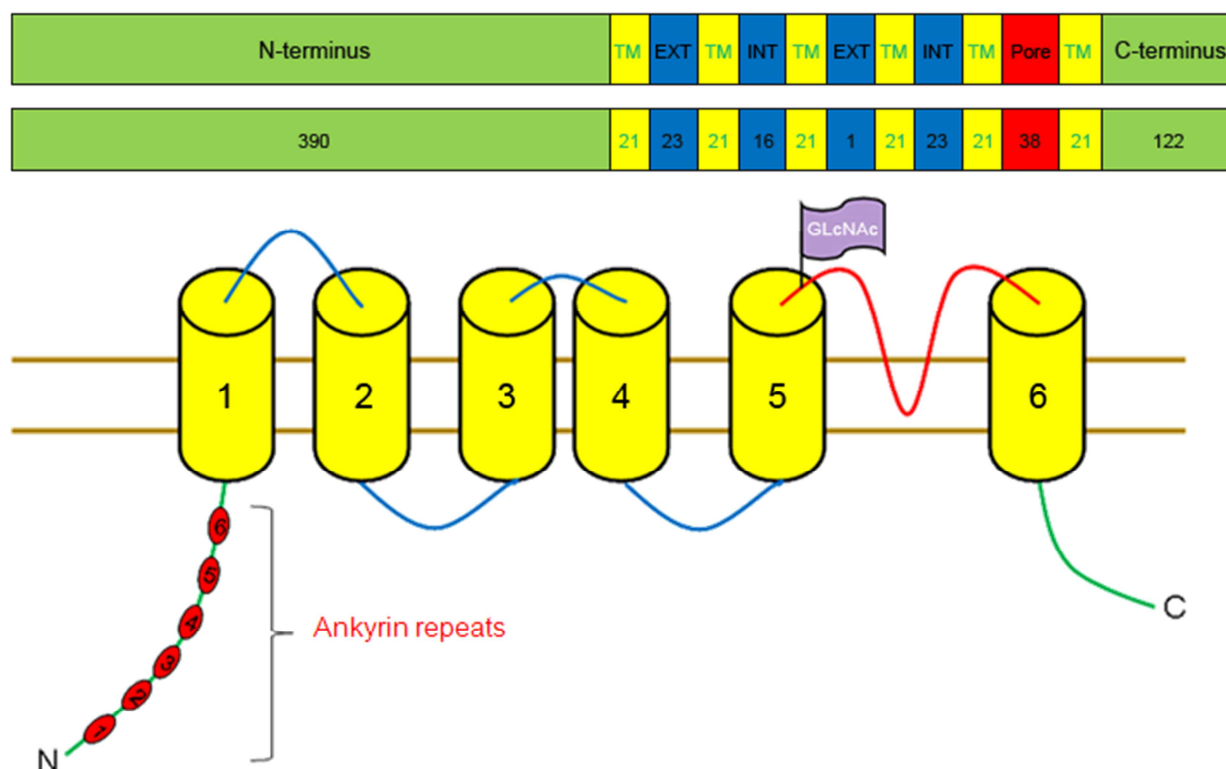 N-terminus TM EXT TM INT TM EXT TM INT TM Pore TM C-terminus
390 21 23 21 16 21 1 21 23 21 38 21 122
GLcNAc
1 2 3 4 5 6
6
5
4
Ankyrin repeats
3
2
1
C
N